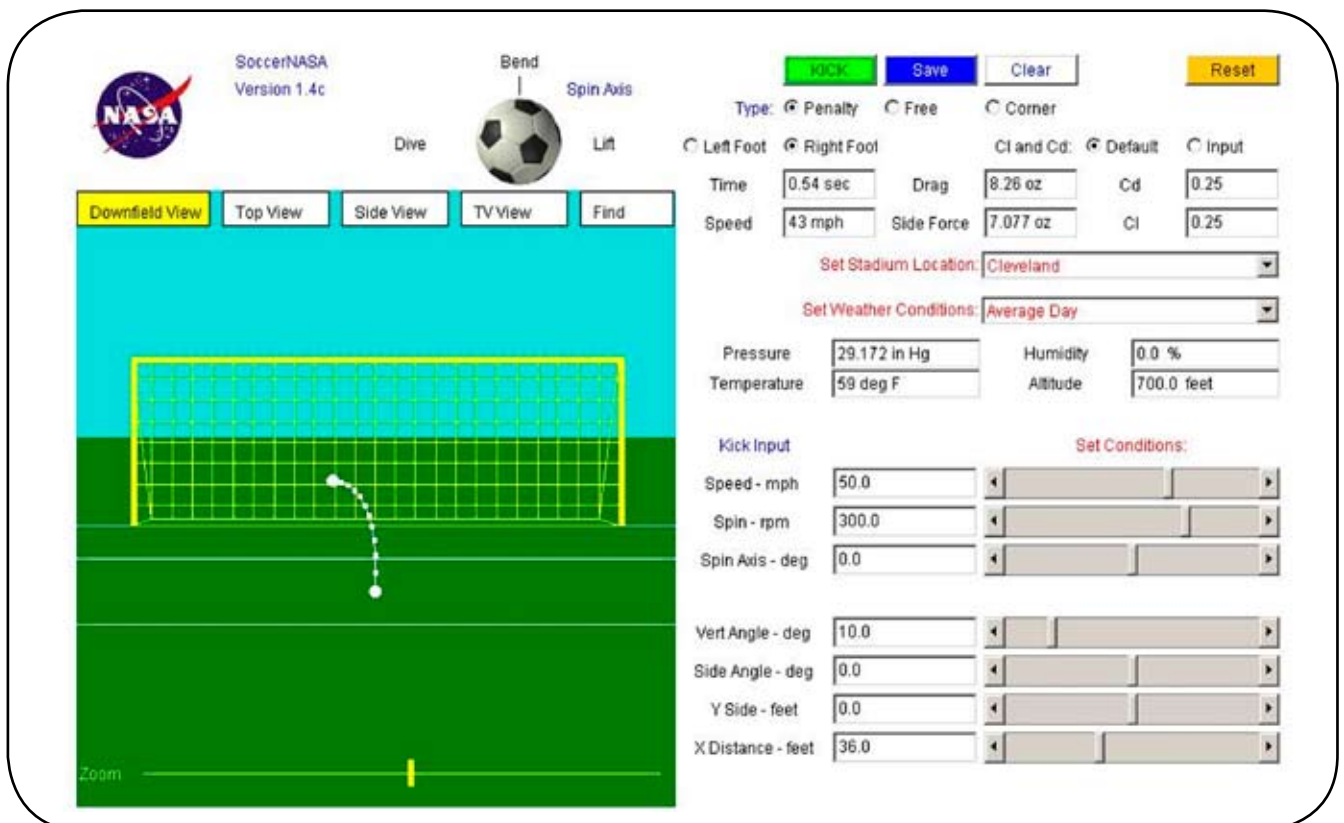 NASA
SoccerNASA
Version 1.4c
Bend
Spin Axis
Dive
Lift
Downfield View Top View Side View TV View Find
Zoom
KICK Save Clear Reset
Type: Penalty Free Corner
Left Foot Right Foot Cl and Cd: Default Input
Time 0.54 sec Drag 8.26 oz Cd 0.25
Speed 43 mph Side Force 7.077 oz Cl 0.25
Set Stadium Location: Cleveland
Set Weather Conditions: Average Day
Pressure 29.172 in Hg Humidity 0.0 %
Temperature 59 deg F Altitude 700.0 feet
Kick Input Set Conditions:
Speed - mph 50.0
Spin - rpm 300.0
Spin Axis - deg 0.0
Vert Angle - deg 10.0
Side Angle - deg 0.0
Y Side - feet 0.0
X Distance - feet 36.0